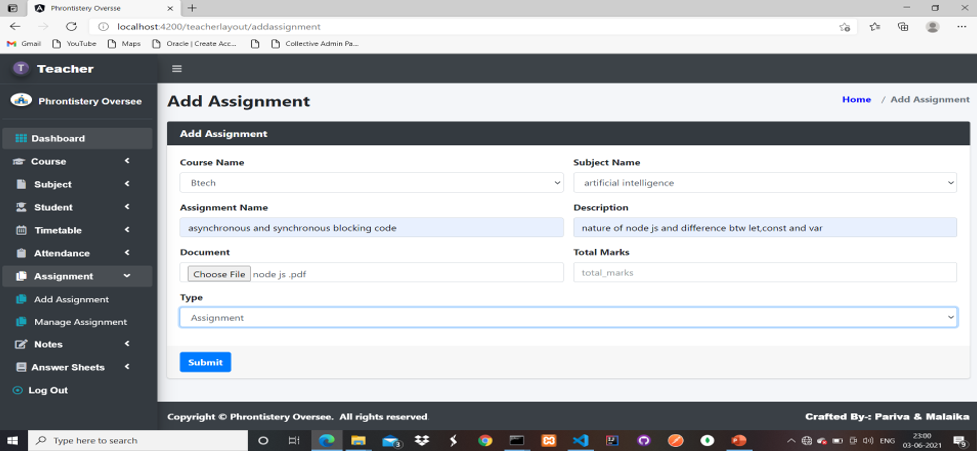 Phrontistery Oversse
localhost:4200/teacherlayout/addassignment
Gmail YouTube Maps Oracle | Create Acc... Collective Admin Pa...
T Teacher
Phrontistery Oversee
Dashboard
Course
Subject
Student
Timetable
Attendance
Assignment
Add Assignment
Manage Assignment
Notes
Answer Sheets
Log Out
Add Assignment
Home / Add Assignment
Add Assignment
Course Name Subject Name
Btech artificial intelligence
Assignment Name Description
asynchronous and synchronous blocking code nature of node js and difference btw let,const and var
Document Total Marks
Choose File node js .pdf total_marks
Type
Assignment
Submit
Copyright © Phrontistery Oversee. All rights reserved. Crafted By-: Pariva & Malaika
Type here to search
3
ENG
23:00
03-06-2021
9